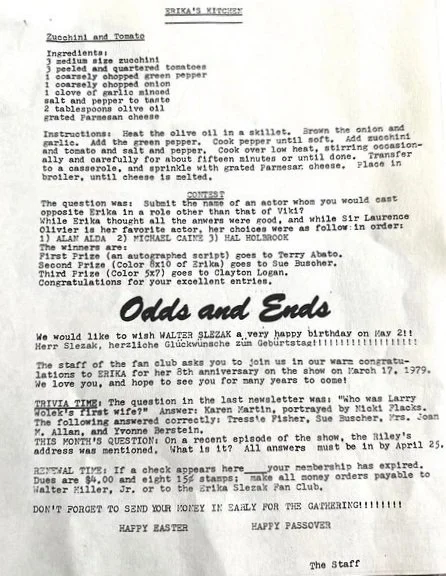 ERIKA'S KITCHEN
Zucchini and Tomato
Ingredients:
3 medium size zucchini
3 peeled and quartered tomatoes
1 coarsely chopped green pepper
1 coarsely chopped onion
1 clove of garlic minced
salt and pepper to taste
2 tablespoons olive oil
grated Parmesan cheese
Instructions: Heat the olive oil in a skillet. Brown the onion and
garlic. Add the green pepper. Cook pepper until soft. Add zucchini
and tomato and salt and pepper. Cook over low heat, stirring occasion-
ally and carefully for about fifteen minutes or until done. Transfer
to a casserole, and sprinkle with grated Parmesan cheese. Place in
broiler, until cheese is melted.
CONTEST
The question was: Submit the name of an actor whom you would cast
opposite Erika in a role other than that of Viki?
While Erika thought all the anwers were good, and while Sir Laurence
Olivier is her favorite actor, her choices were as follow:in order:
1) ALAN ALDA 2) MICHAEL CAINE 3) HAL HOLBROOK
The winners are:
First Prize (an autographed script) goes to Terry Abato.
Second Prize (Color 8x10 of Erika) goes to Sue Buscher.
Third Prize (Color 5x7) goes to Clayton Logan.
Congratulations for your excellent entries.
Odds and Ends
We would like to wish WALTER SLEZAK a very happy birthday on May 2!!
Herr Slezak, herzliche Glückwünsche zum Geburtstag!!!!!!!!!!!!!!!!!!!!
The staff of the fan club asks you to join us in our warm congratu-
lations to ERIKA for her 8th anniversary on the show on March 17, 1979.
We love you, and hope to see you for many years to come!
TRIVIA TIME: The question in the last newsletter was: "Who was Larry
Wolek's first wife?" Answer: Karen Martin, portrayed by Nicki Flacks.
The following answered correctly: Tressie Fisher, Sue Buscher, Mrs. Joan
M. Allan, and Yvonne Berstein.
THIS MONTH'S QUESTION: On a recent episode of the show, the Riley's
address was mentioned. What is it? All answers must be in by April 25.
RENEWAL TIME: If a check appears here____your membership has expired.
Dues are $4.00 and eight 15¢ stamps; make all money orders payable to
Walter Miller, Jr. or to the Erika Slezak Fan Club.
DON'T FORGET TO SEND YOUR MONEY IN EARLY FOR THE GATHERING!!!!!!!!
HAPPY EASTER HAPPY PASSOVER
The Staff